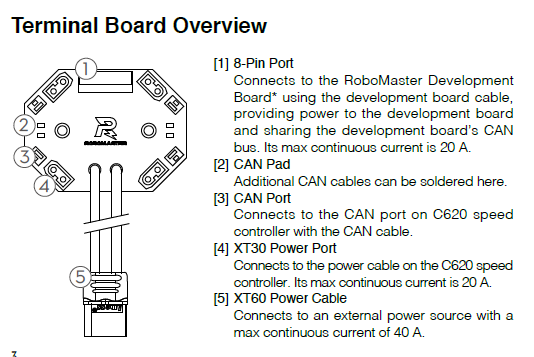 Terminal Board Overview
[1] 8-Pin Port
Connects to the RoboMaster Development
Board* using the development board cable,
providing power to the development board
and sharing the development board's CAN
bus. Its max continuous current is 20 A.
[2] CAN Pad
Additional CAN cables can be soldered here.
[3] CAN Port
Connects to the CAN port on C620 speed
controller with the CAN cable.
[4] XT30 Power Port
Connects to the power cable on the C620 speed
controller. Its max continuous current is 20 A.
[5] XT60 Power Cable
Connects to an external power source with a
max continuous current of 40 A.
1
2
3
4
5
ROBOMASTER